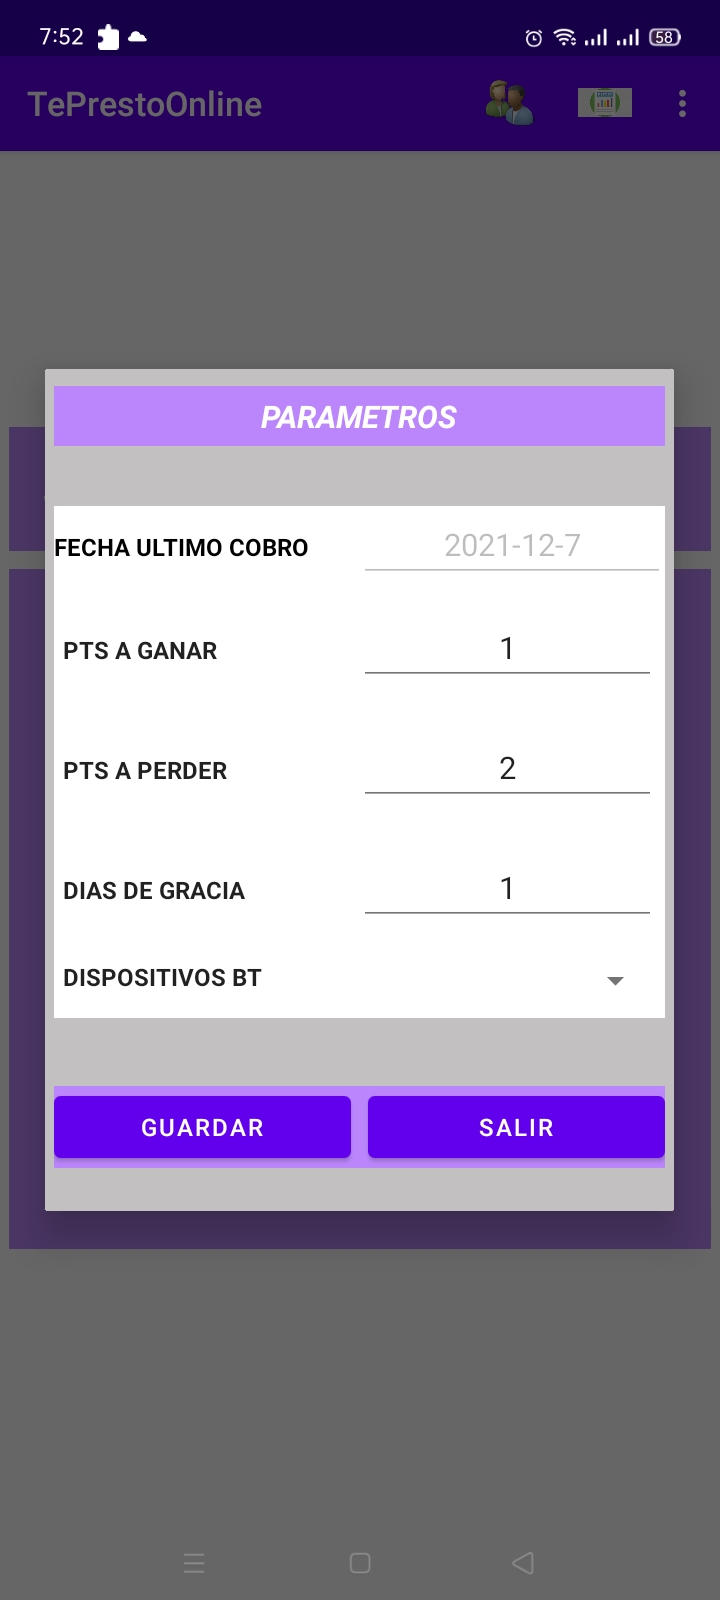 7:52
58
TePrestoOnline
PARAMETROS
FECHA ULTIMO COBRO 2021-12-7
PTS A GANAR 1
PTS A PERDER 2
DIAS DE GRACIA 1
DISPOSITIVOS BT
GUARDAR SALIR